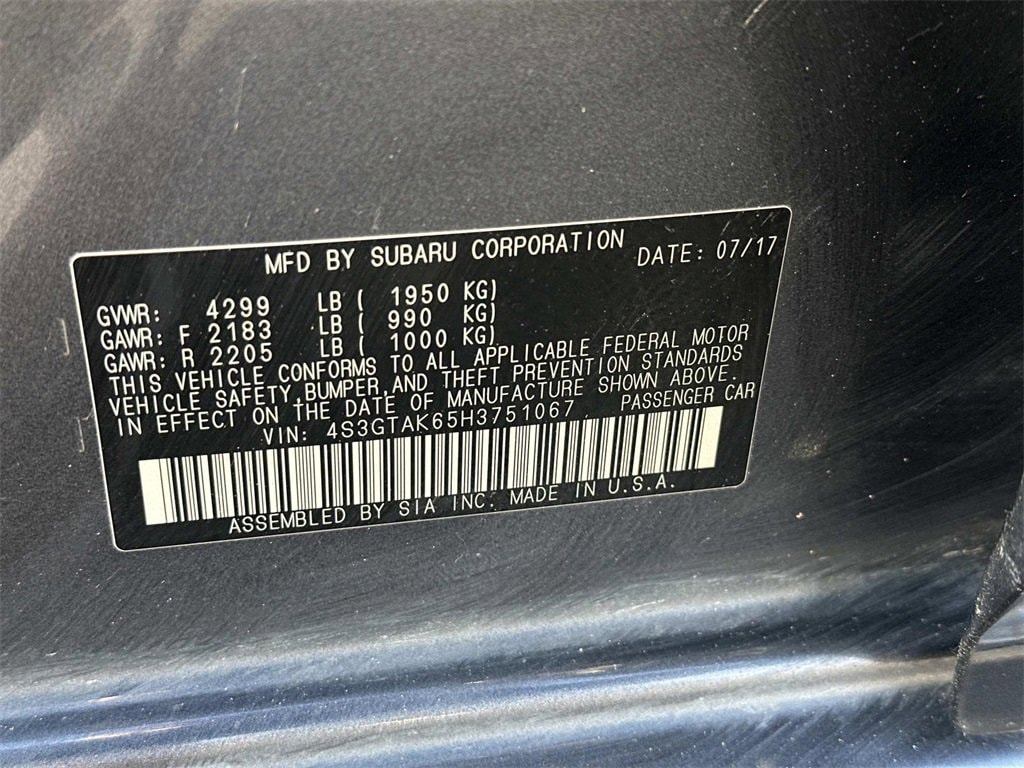 MFD BY SUBARU CORPORATION DATE: 07/17
GVWR: 4299 LB ( 1950 KG)
GAWR: F 2183 LB ( 990 KG)
GAWR: R 2205 LB ( 1000 KG)
THIS VEHICLE CONFORMS TO ALL APPLICABLE FEDERAL MOTOR
VEHICLE SAFETY,BUMPER,AND THEFT PREVENTION STANDARDS
IN EFFECT ON THE DATE OF MANUFACTURE SHOWN ABOVE.
VIN: 4S3GTAK65H3751067 PASSENGER CAR
ASSEMBLED BY SIA INC. MADE IN U.S.A.